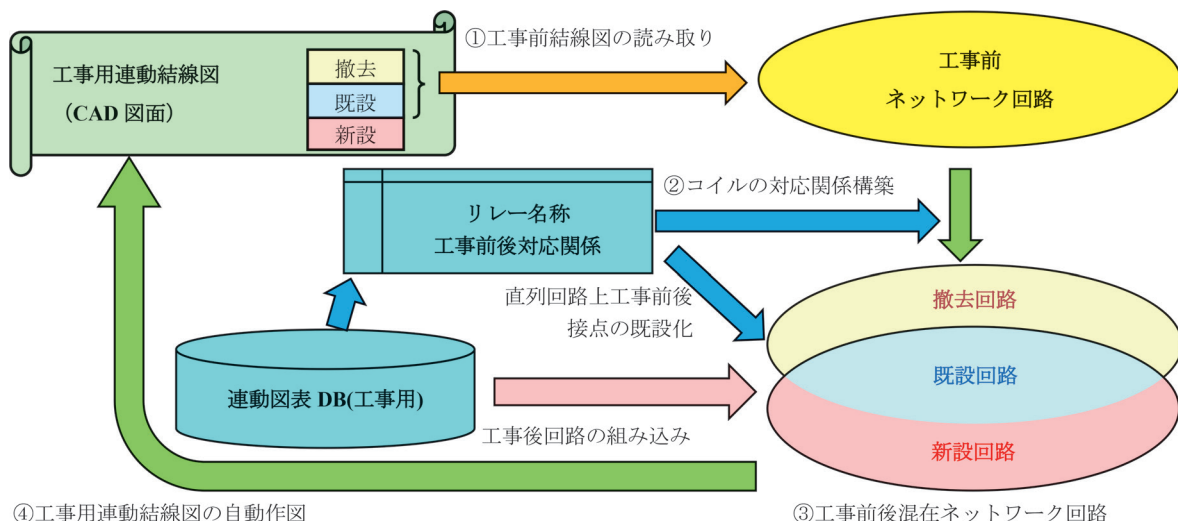 ①工事前結線図の読み取り
工事用連動結線図
（CAD 図面）
撤去
既設
新設
工事前
ネットワーク回路
②コイルの対応関係構築
リレー名称
工事前後対応関係
直列回路上工事前後
接点の既設化
撤去回路
既設回路
新設回路
連動図表 DB(工事用)
工事後回路の組み込み
④工事用連動結線図の自動作図
③工事前後混在ネットワーク回路